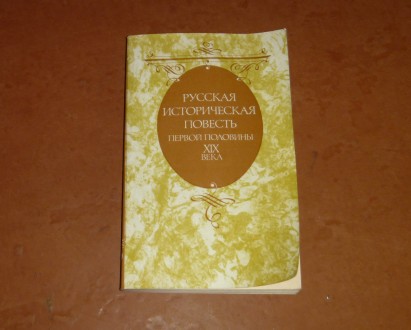 РУССКАЯ
ИСТОРИЧЕСКАЯ
ПОВЕСТЬ
ПЕРВОЙ ПОЛОВИНЫ
XIX
ВЕКА